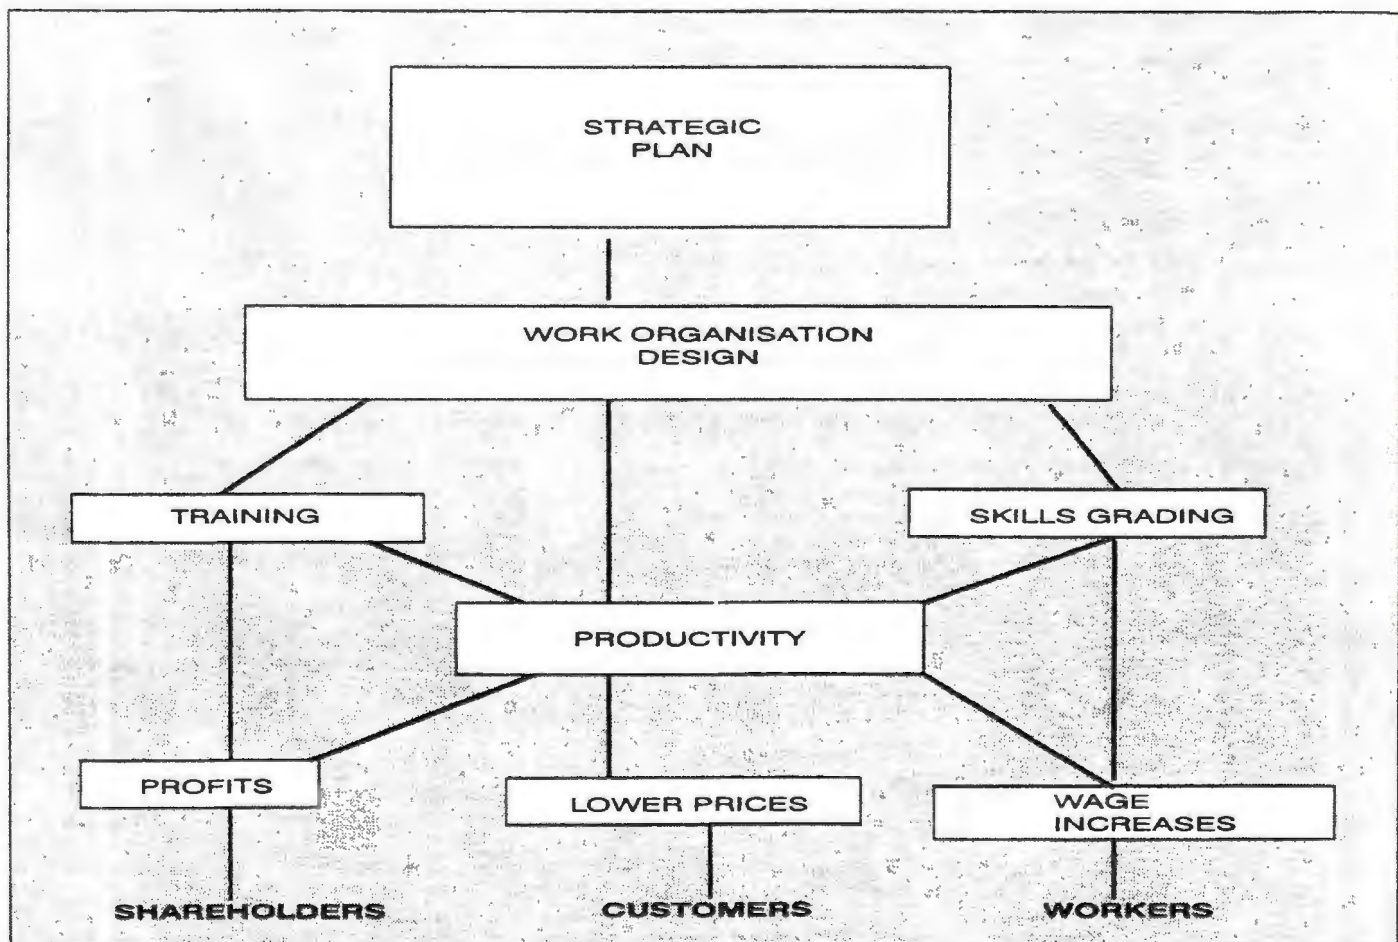 STRATEGIC
PLAN
WORK ORGANISATION
DESIGN
TRAINING
SKILLS GRADING
PRODUCTIVITY
PROFITS
LOWER PRICES
WAGE
INCREASES
SHAREHOLDERS
CUSTOMERS
WORKERS